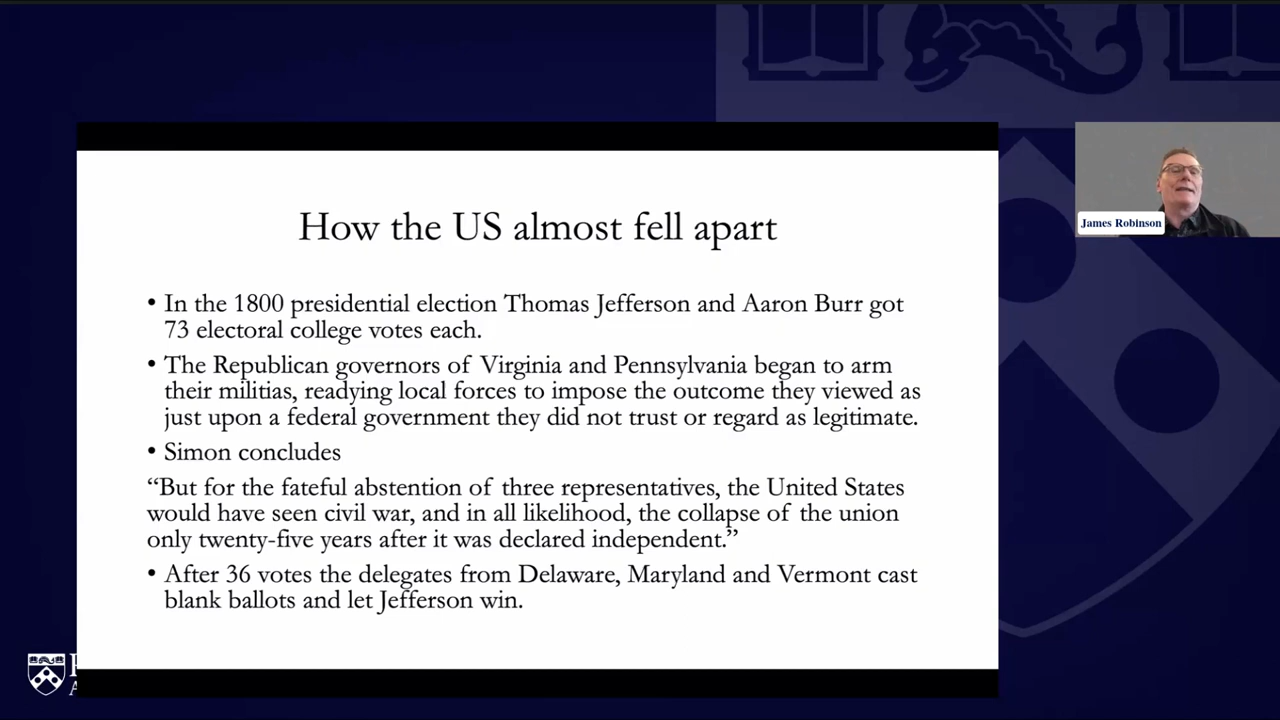 How the US almost fell apart
• In the 1800 presidential election Thomas Jefferson and Aaron Burr got
73 electoral college votes each.
• The Republican governors of Virginia and Pennsylvania began to arm
their militias, readying local forces to impose the outcome they viewed as
just upon a federal government they did not trust or regard as legitimate.
• Simon concludes
“But for the fateful abstention of three representatives, the United States
would have seen civil war, and in all likelihood, the collapse of the union
only twenty-five years after it was declared independent.”
• After 36 votes the delegates from Delaware, Maryland and Vermont cast
blank ballots and let Jefferson win.
James Robinson